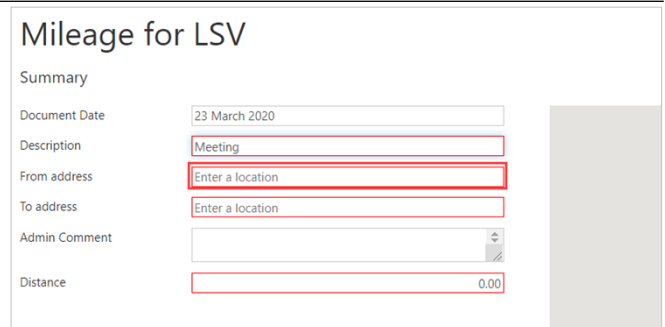 Mileage for LSV
Summary
Document Date 23 March 2020
Description Meeting
From address Enter a location
To address Enter a location
Admin Comment
Distance 0.00